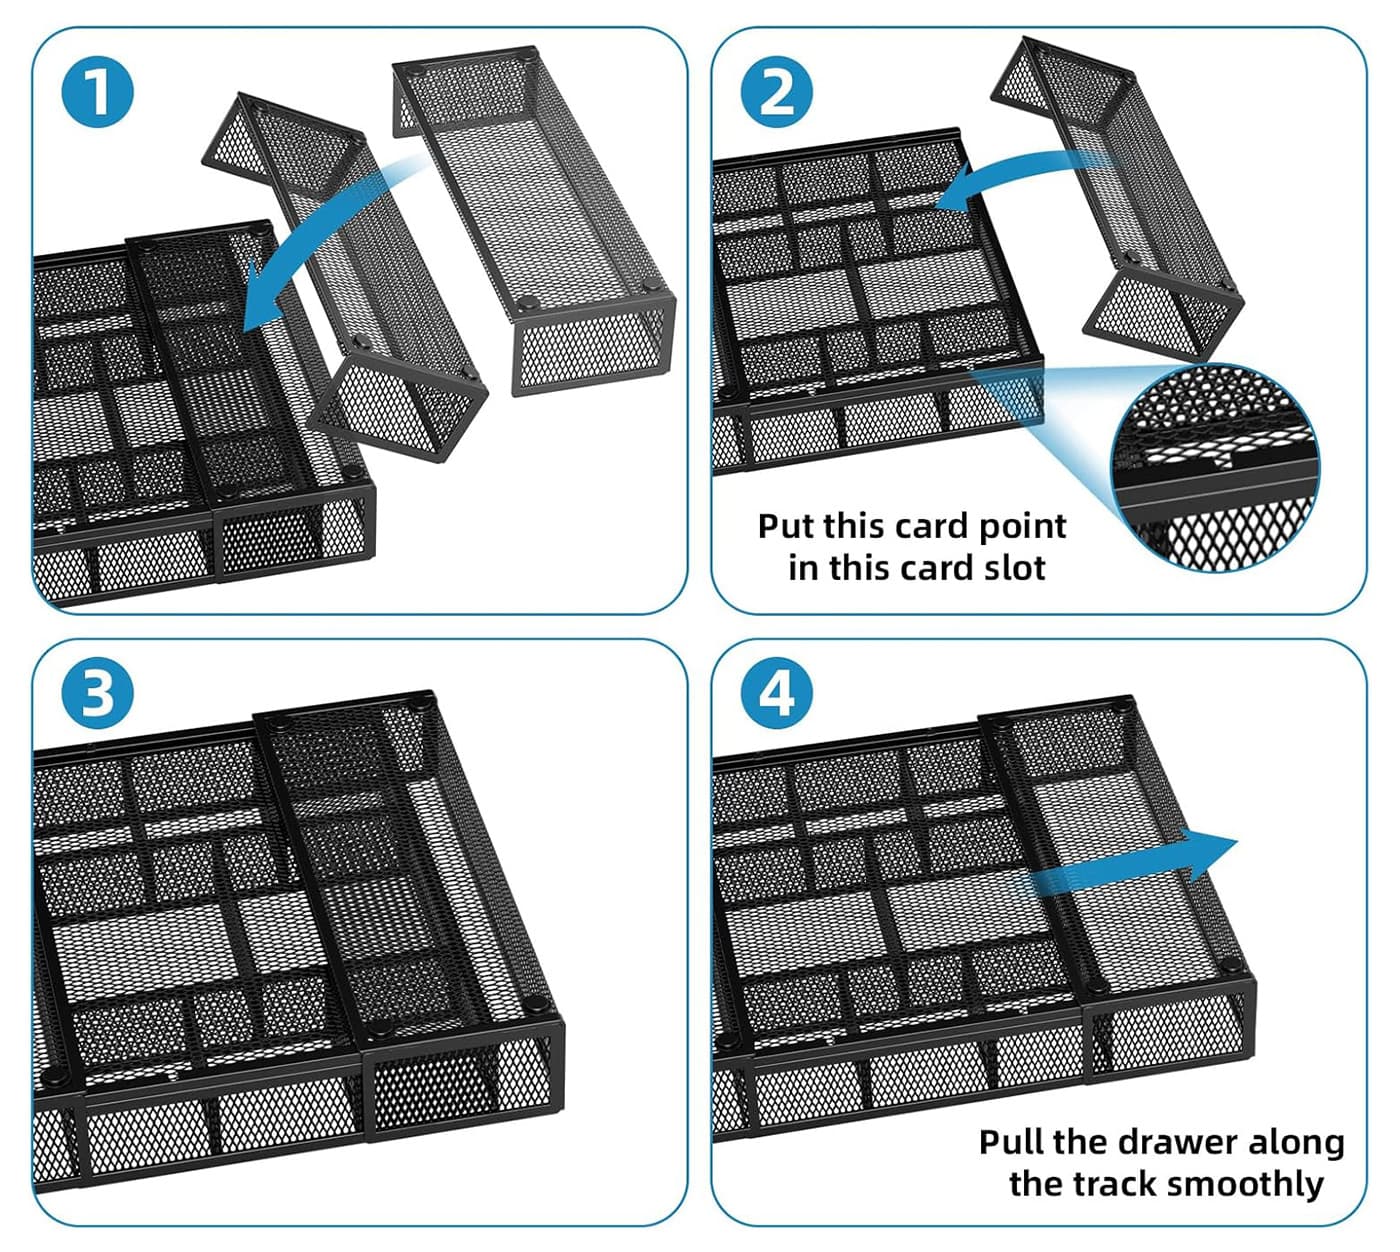 1
2
Put this card point
in this card slot
3
4
Pull the drawer along
the track smoothly